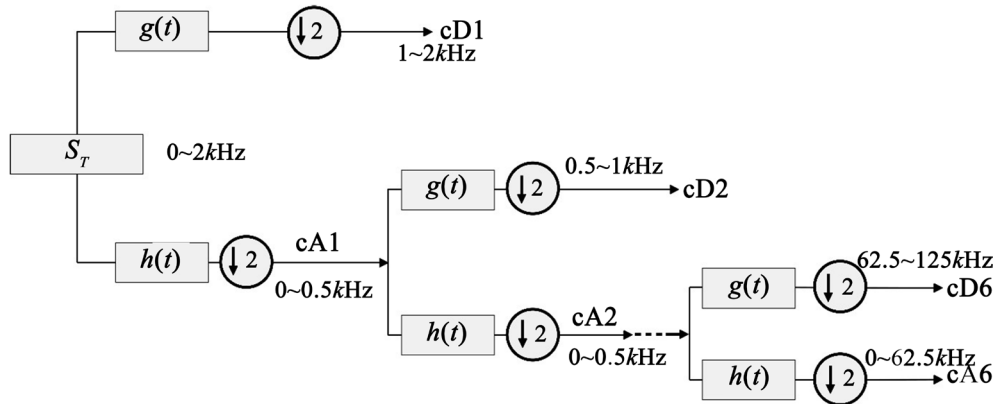 g(t) ↓2 cD1
1~2kHz
S_T 0~2kHz
g(t) ↓2 0.5~1kHz
cD2
h(t) ↓2 cA1
0~0.5kHz
g(t) ↓2 62.5~125kHz
cD6
h(t) ↓2 cA2
0~0.5kHz
h(t) ↓2 0~62.5kHz
cA6